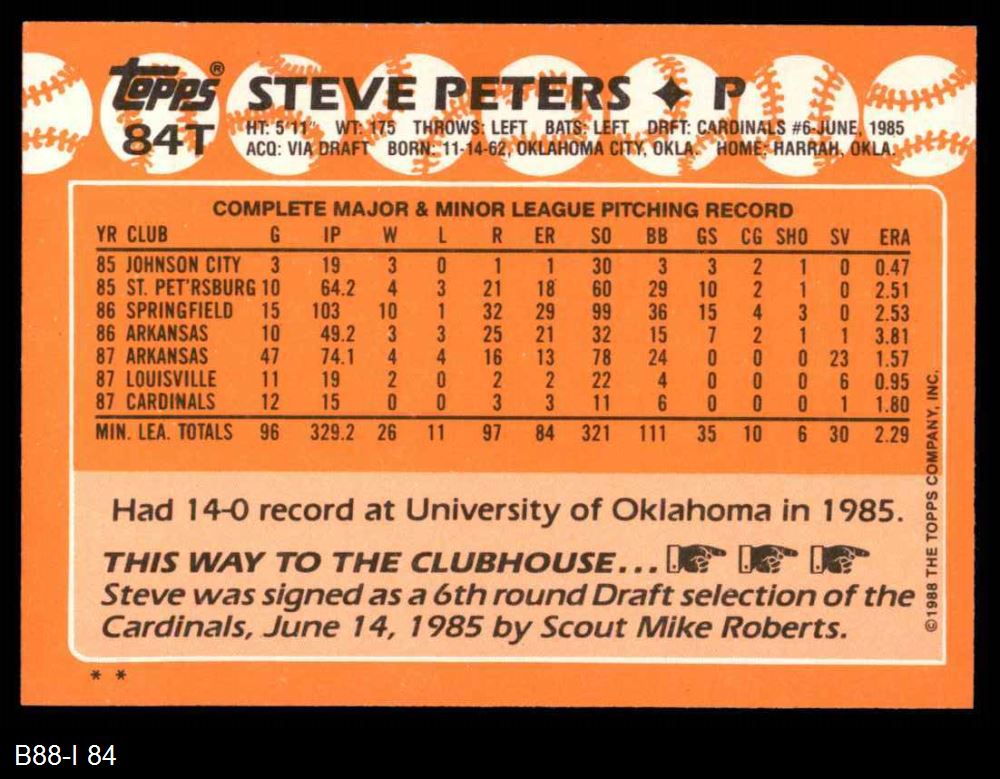 Topps® STEVE PETERS ✦ P
84T
HT: 5'11" WT: 175 THROWS: LEFT BATS: LEFT DRFT: CARDINALS #6-JUNE, 1985
ACQ: VIA DRAFT BORN: 11-14-62, OKLAHOMA CITY, OKLA. HOME: HARRAH, OKLA.
COMPLETE MAJOR & MINOR LEAGUE PITCHING RECORD
YR CLUB G IP W L R ER SO BB GS CG SHO SV ERA
85 JOHNSON CITY 3 19 3 0 1 1 30 3 3 2 1 0 0.47
85 ST. PET'RSBURG 10 64.2 4 3 21 18 60 29 10 2 1 0 2.51
86 SPRINGFIELD 15 103 10 1 32 29 99 36 15 4 3 0 2.53
86 ARKANSAS 10 49.2 3 3 25 21 32 15 7 2 1 1 3.81
87 ARKANSAS 47 74.1 4 4 16 13 78 24 0 0 0 23 1.57
87 LOUISVILLE 11 19 2 0 2 2 22 4 0 0 0 6 0.95
87 CARDINALS 12 15 0 0 3 3 11 6 0 0 0 1 1.80
MIN. LEA. TOTALS 96 329.2 26 11 97 84 321 111 35 10 6 30 2.29
Had 14-0 record at University of Oklahoma in 1985.
THIS WAY TO THE CLUBHOUSE...
Steve was signed as a 6th round Draft selection of the
Cardinals, June 14, 1985 by Scout Mike Roberts.
©1988 THE TOPPS COMPANY, INC.
* *
B88-I 84